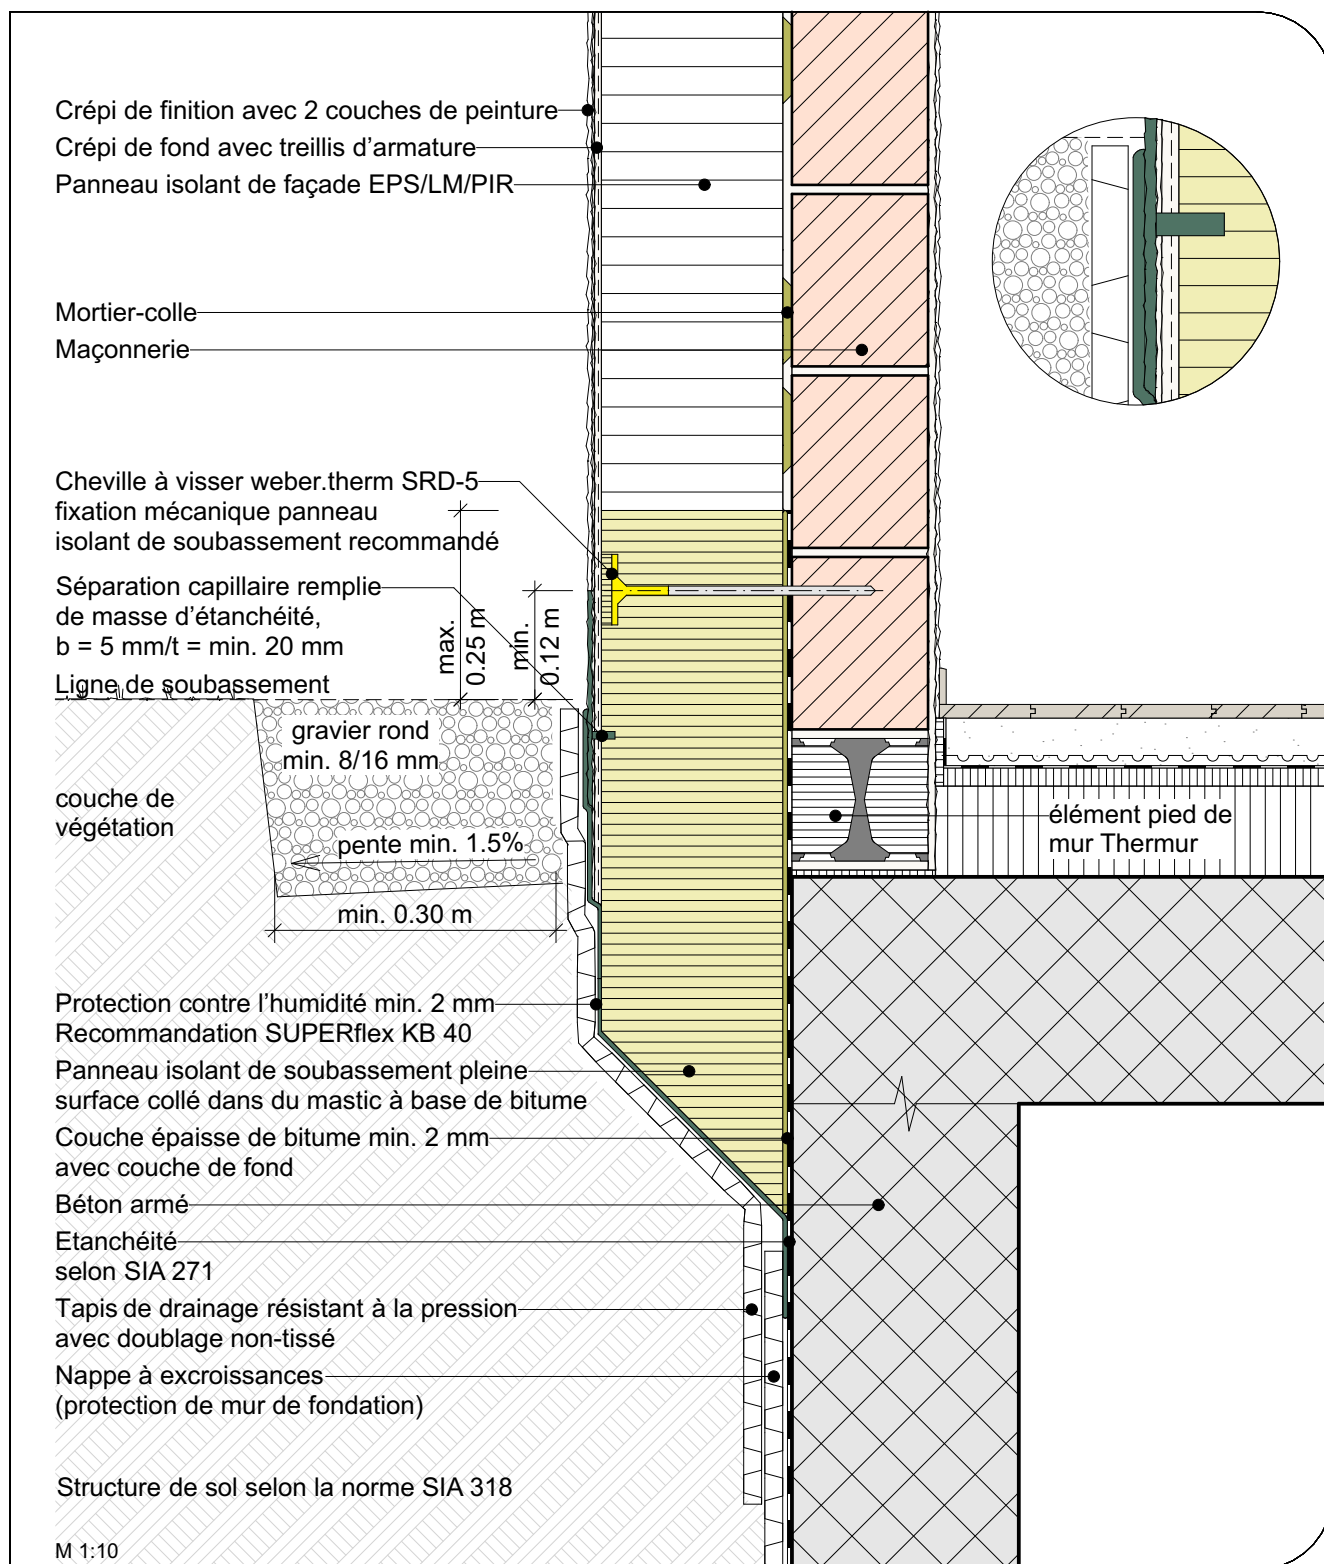 Crépi de finition avec 2 couches de peinture
Crépi de fond avec treillis d'armature
Panneau isolant de façade EPS/LM/PIR
Mortier-colle
Maçonnerie
Cheville à visser weber.therm SRD-5
fixation mécanique panneau
isolant de soubassement recommandé
Séparation capillaire remplie
de masse d'étanchéité,
b = 5 mm/t = min. 20 mm
max.
0.25 m
min.
0.12 m
Ligne de soubassement
gravier rond
min. 8/16 mm
couche de
végétation
pente min. 1.5%
min. 0.30 m
élément pied de
mur Thermur
Protection contre l'humidité min. 2 mm
Recommandation SUPERflex KB 40
Panneau isolant de soubassement pleine
surface collé dans du mastic à base de bitume
Couche épaisse de bitume min. 2 mm
avec couche de fond
Béton armé
Etanchéité
selon SIA 271
Tapis de drainage résistant à la pression
avec doublage non-tissé
Nappe à excroissances
(protection de mur de fondation)
Structure de sol selon la norme SIA 318
M 1:10